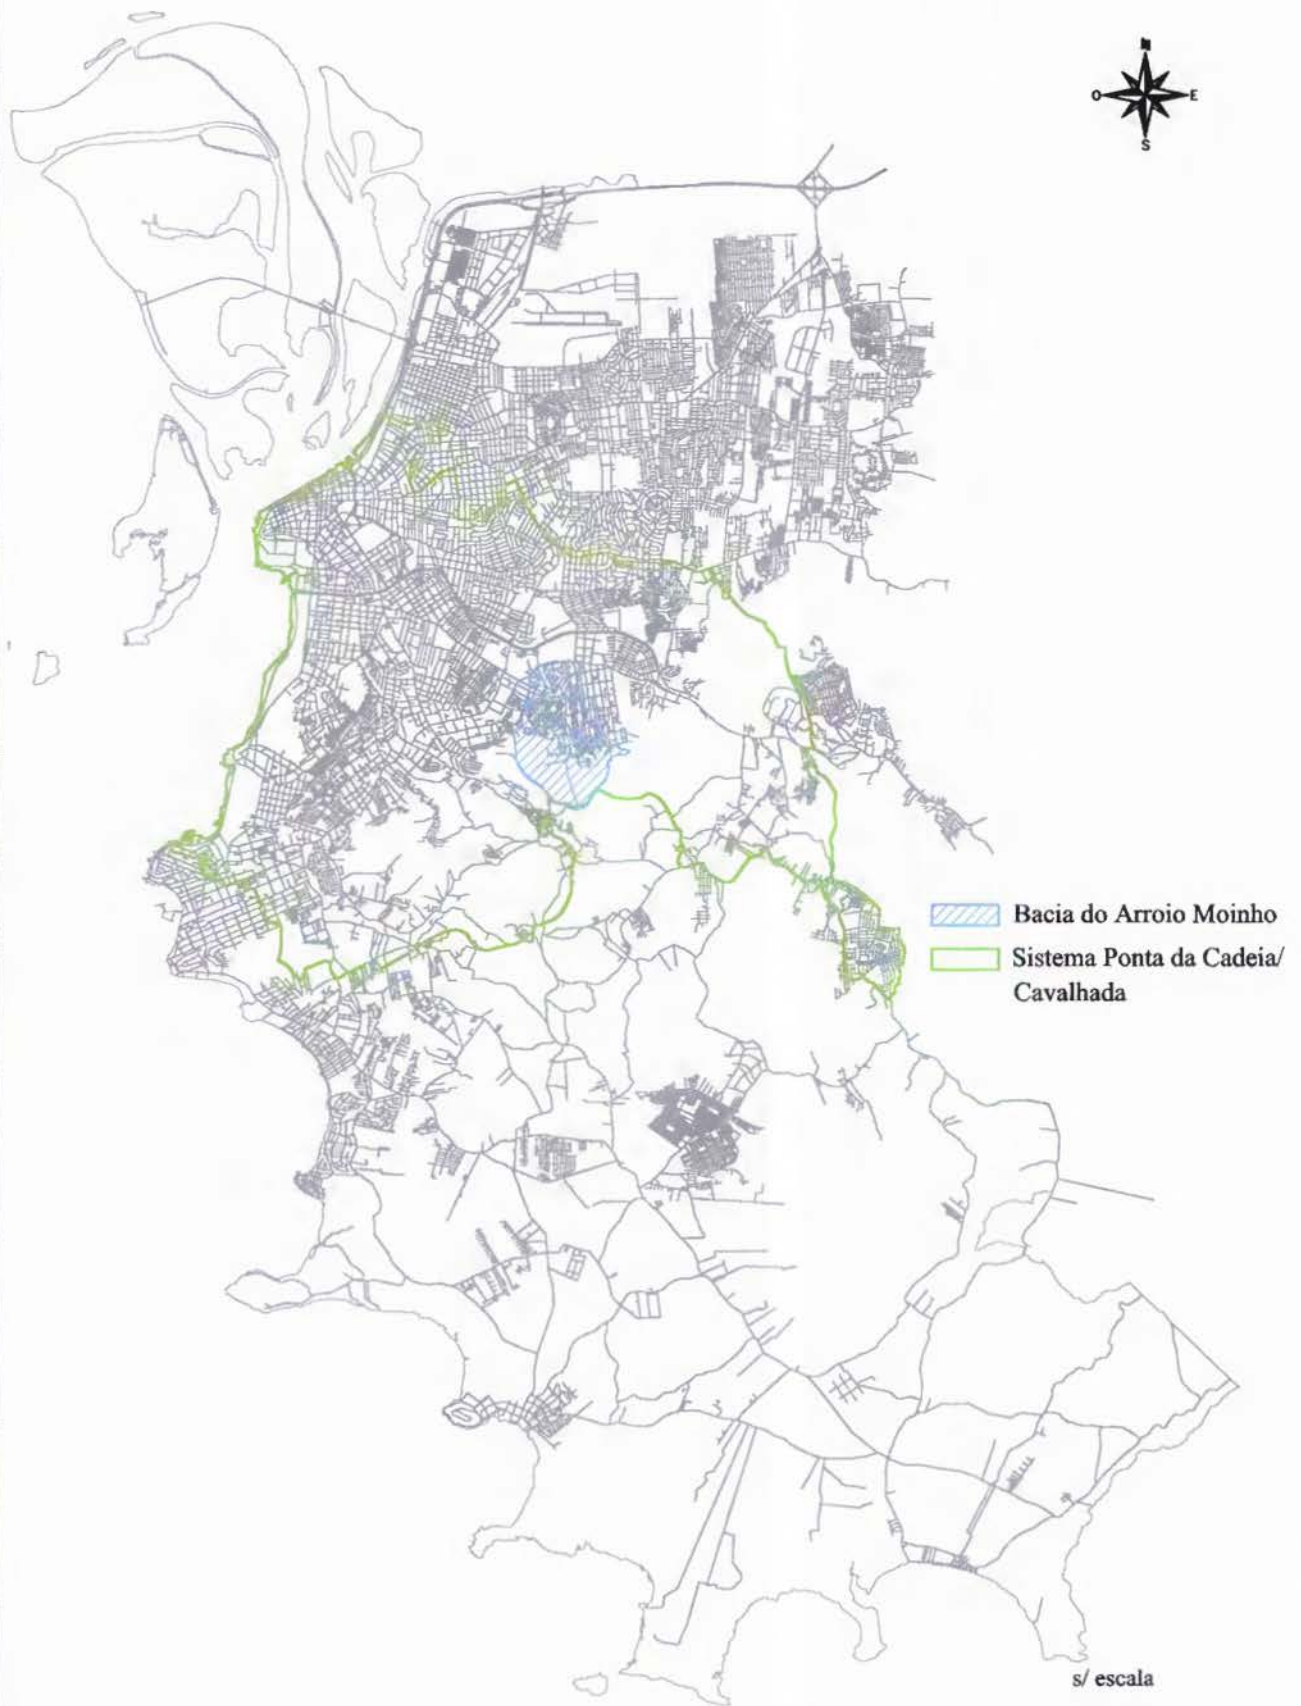 N
O
E
S
Bacia do Arroio Moinho
Sistema Ponta da Cadeia/
Cavalhada
s/ escala